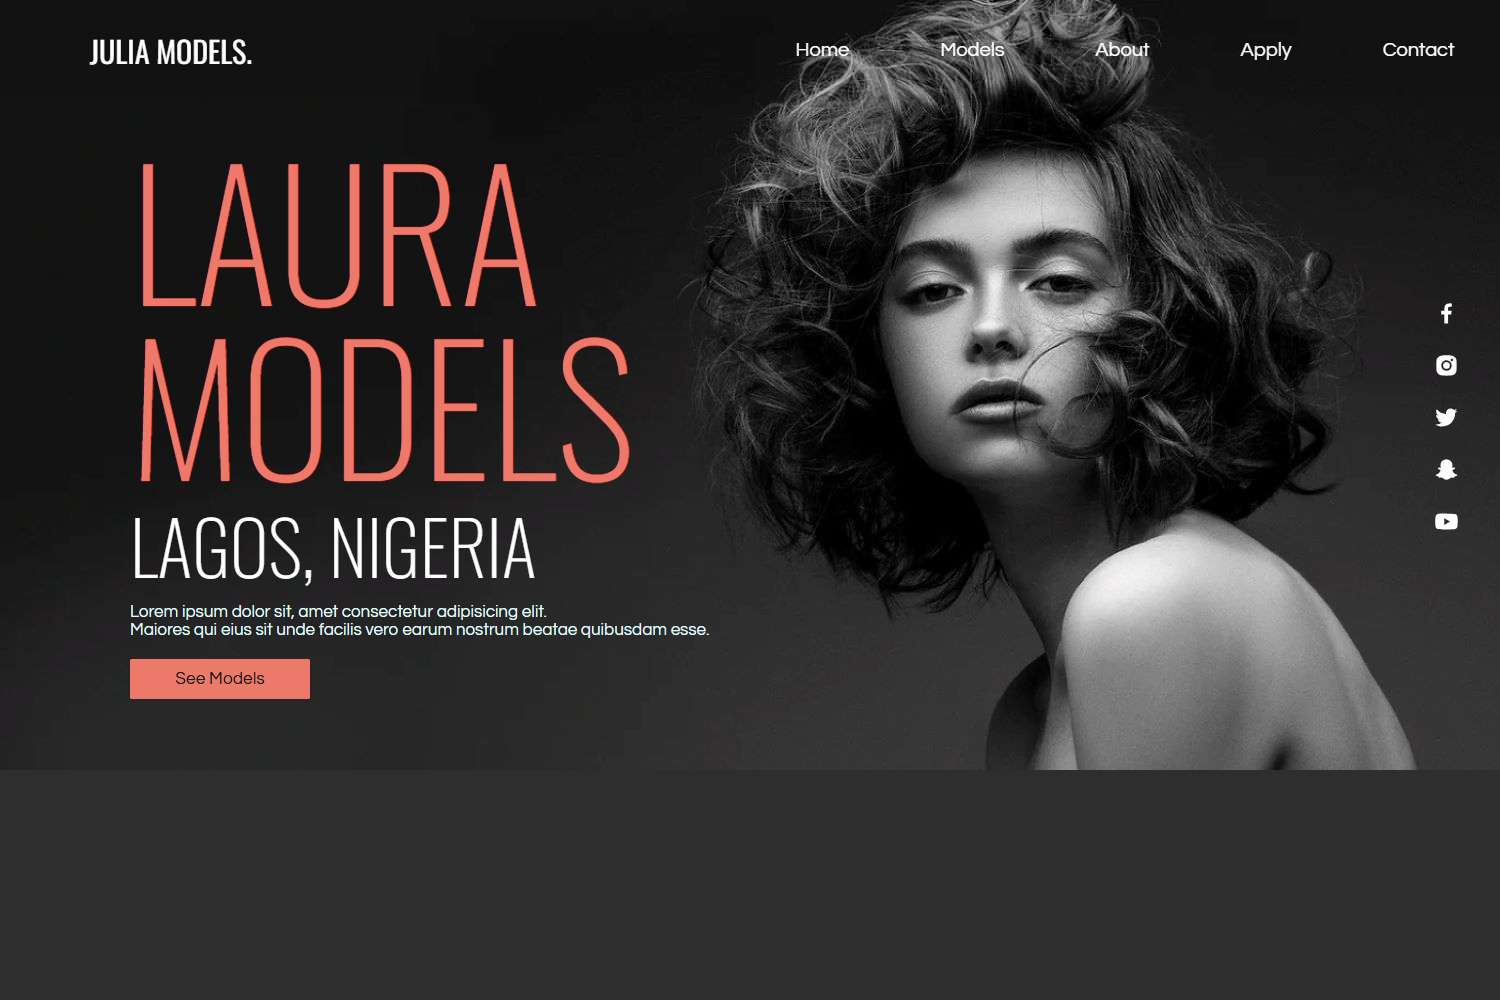 JULIA MODELS.
Home Models About Apply Contact
LAURA
MODELS
LAGOS, NIGERIA
Lorem ipsum dolor sit, amet consectetur adipisicing elit.
Maiores qui eius sit unde facilis vero earum nostrum beatae quibusdam esse.
See Models